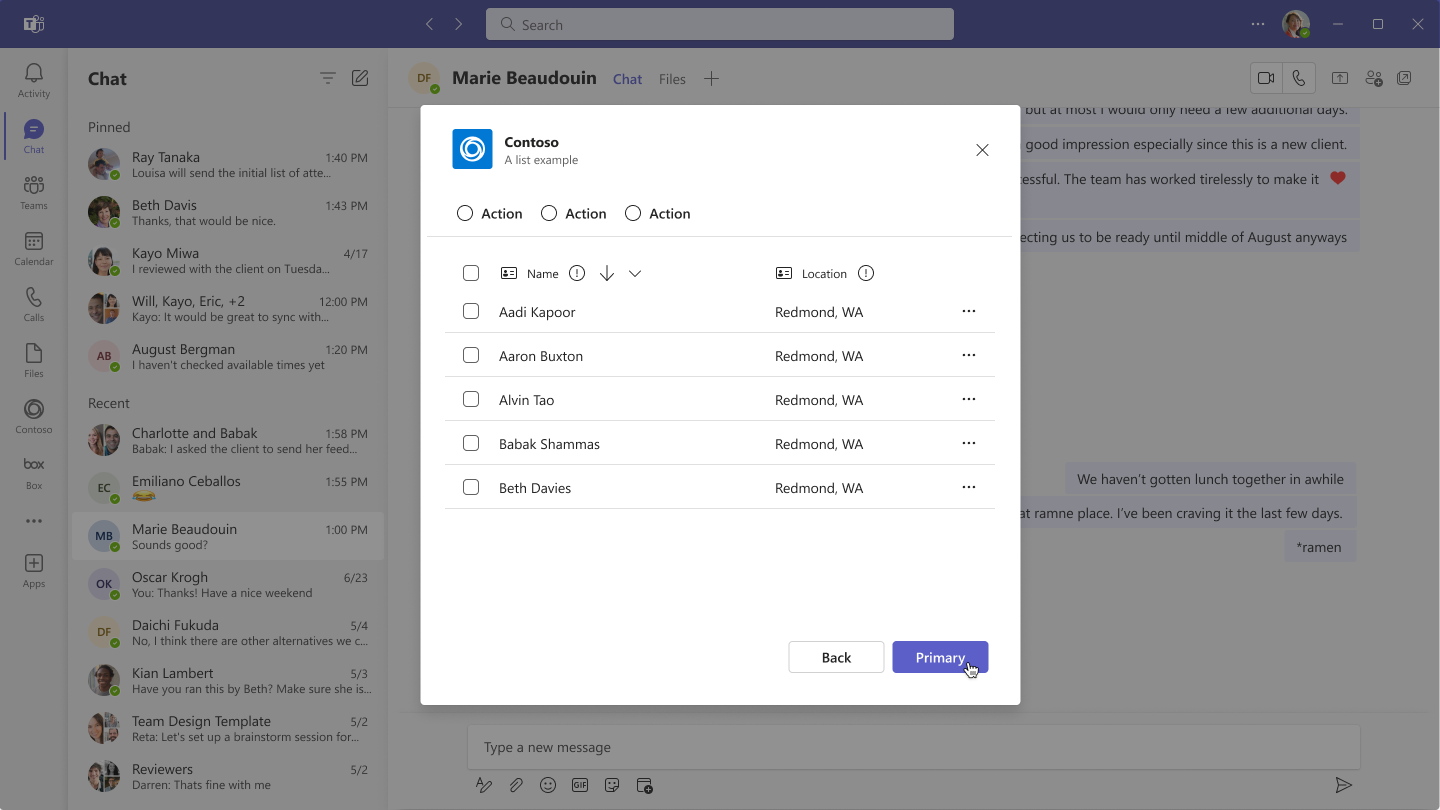 Search
Activity
Chat
Teams
Calendar
Calls
Files
Contoso
box
Box
Apps
Chat
Pinned
Ray Tanaka 1:40 PM
Louisa will send the initial list of atte...
Beth Davis 1:43 PM
Thanks, that would be nice.
Kayo Miwa 4/17
I reviewed with the client on Tuesda...
Will, Kayo, Eric, +2 12:00 PM
Kayo: It would be great to sync with...
AB
August Bergman 1:20 PM
I haven't checked available times yet
Recent
Charlotte and Babak 1:58 PM
Babak: I asked the client to send her feed...
EC
Emiliano Ceballos 1:55 PM
MB
Marie Beaudouin 1:00 PM
Sounds good?
OK
Oscar Krogh 6/23
You: Thanks! Have a nice weekend
DF
Daichi Fukuda 5/4
No, I think there are other alternatives we c...
Kian Lambert 5/3
Have you ran this by Beth? Make sure she is...
Team Design Template 5/2
Reta: Let's set up a brainstorm session for...
Reviewers 5/2
Darren: Thats fine with me
DF Marie Beaudouin Chat Files
but at most I would only need a few additional days.
good impression especially since this is a new client.
cessful. The team has worked tirelessly to make it
ecting us to be ready until middle of August anyways
We haven't gotten lunch together in awhile
at ramne place. I've been craving it the last few days.
*ramen
Contoso
A list example
Action Action Action
Name Location
Aadi Kapoor Redmond, WA
Aaron Buxton Redmond, WA
Alvin Tao Redmond, WA
Babak Shammas Redmond, WA
Beth Davies Redmond, WA
Back Primary
Type a new message
GIF